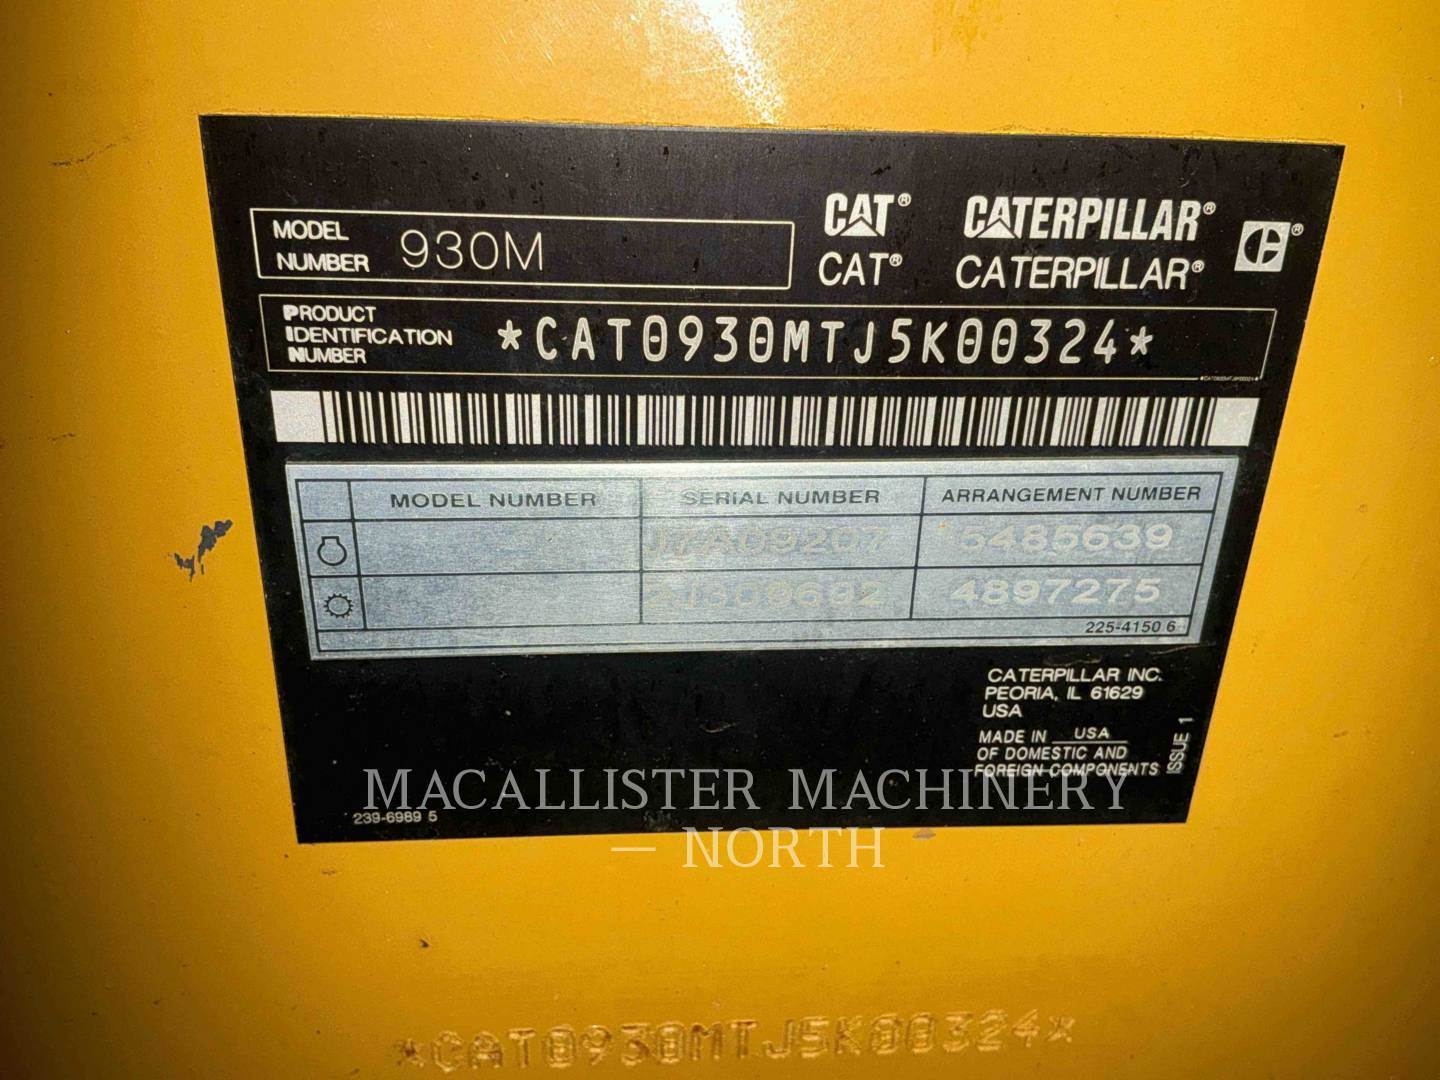 MODEL NUMBER 930M
CAT® CATERPILLAR® ®
CAT® CATERPILLAR®
PRODUCT IDENTIFICATION NUMBER *CAT0930MTJ5K00324*
MODEL NUMBER SERIAL NUMBER ARRANGEMENT NUMBER
J7A09207 5485639
4897275
225-4150 6
CATERPILLAR INC.
PEORIA, IL 61629
USA
MADE IN USA
OF DOMESTIC AND
FOREIGN COMPONENTS
ISSUE 1
239-6989 5
MACALLISTER MACHINERY
— NORTH
*CAT0930MTJ5K00324*